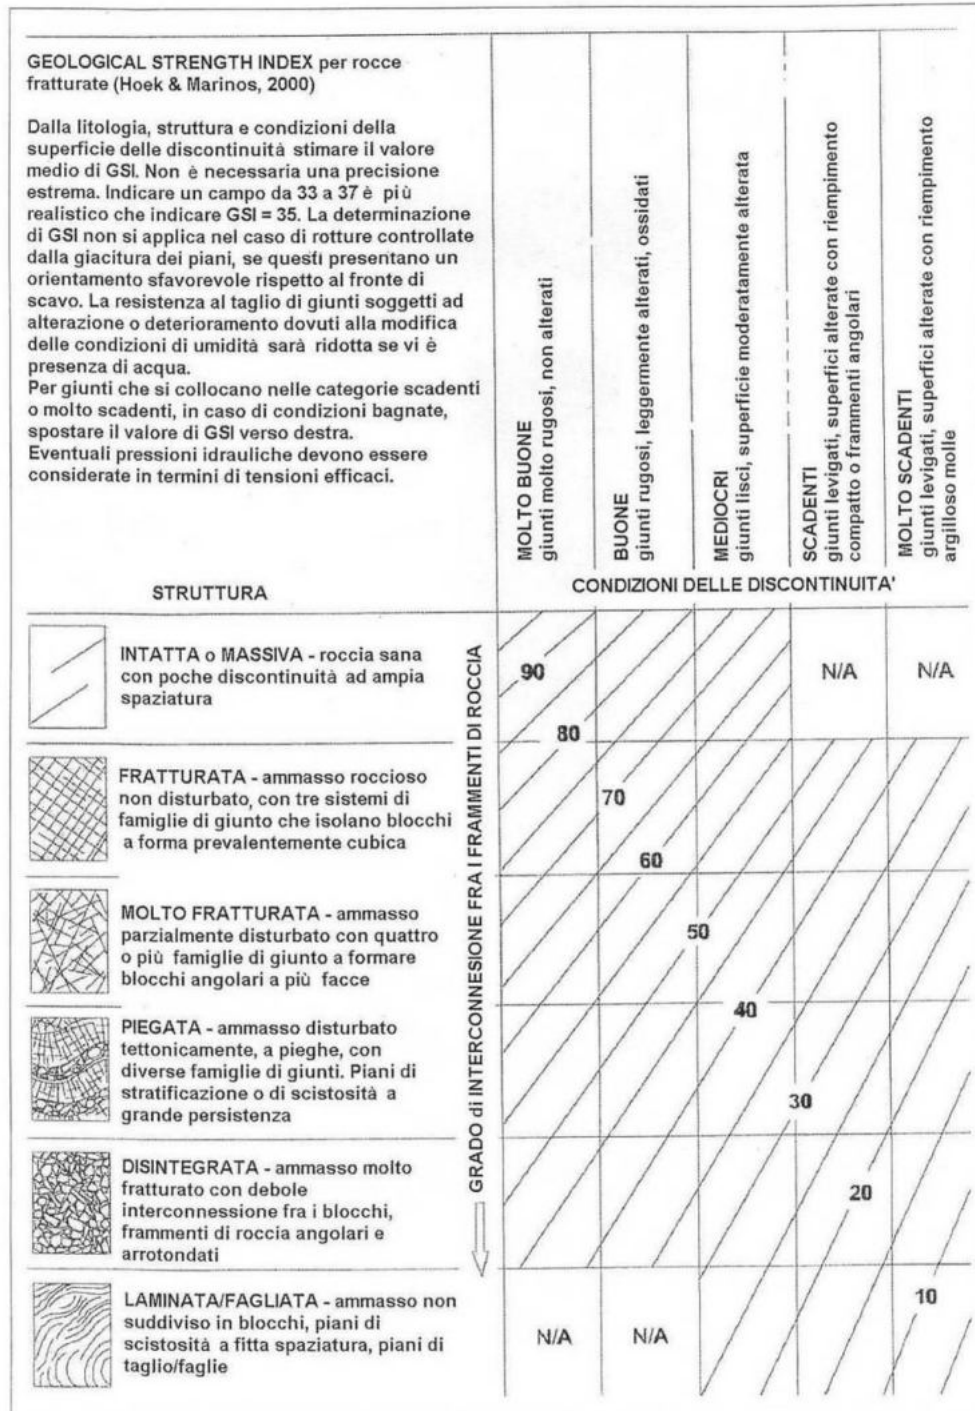 GEOLOGICAL STRENGTH INDEX per rocce
fratturate (Hoek & Marinos, 2000)
Dalla litologia, struttura e condizioni della
superficie delle discontinuità stimare il valore
medio di GSI. Non è necessaria una precisione
estrema. Indicare un campo da 33 a 37 è più
realistico che indicare GSI = 35. La determinazione
di GSI non si applica nel caso di rotture controllate
dalla giacitura dei piani, se questi presentano un
orientamento sfavorevole rispetto al fronte di
scavo. La resistenza al taglio di giunti soggetti ad
alterazione o deterioramento dovuti alla modifica
delle condizioni di umidità sarà ridotta se vi è
presenza di acqua.
Per giunti che si collocano nelle categorie scadenti
o molto scadenti, in caso di condizioni bagnate,
spostare il valore di GSI verso destra.
Eventuali pressioni idrauliche devono essere
considerate in termini di tensioni efficaci.
MOLTO BUONE
giunti molto rugosi, non alterati
BUONE
giunti rugosi, leggermente alterati, ossidati
MEDIOCRI
giunti lisci, superficie moderatamente alterata
SCADENTI
giunti levigati, superfici alterate con riempimento
compatto o frammenti angolari
MOLTO SCADENTI
giunti levigati, superfici alterate con riempimento
argilloso molle
STRUTTURA
CONDIZIONI DELLE DISCONTINUITA'
GRADO di INTERCONNESIONE FRA I FRAMMENTI DI ROCCIA
INTATTA o MASSIVA - roccia sana
con poche discontinuità ad ampia
spaziatura
90
80
N/A
N/A
FRATTURATA - ammasso roccioso
non disturbato, con tre sistemi di
famiglie di giunto che isolano blocchi
a forma prevalentemente cubica
70
60
MOLTO FRATTURATA - ammasso
parzialmente disturbato con quattro
o più famiglie di giunto a formare
blocchi angolari a più facce
50
40
PIEGATA - ammasso disturbato
tettonicamente, a pieghe, con
diverse famiglie di giunti. Piani di
stratificazione o di scistosità a
grande persistenza
30
DISINTEGRATA - ammasso molto
fratturato con debole
interconnessione fra i blocchi,
frammenti di roccia angolari e
arrotondati
20
LAMINATA/FAGLIATA - ammasso non
suddiviso in blocchi, piani di
scistosità a fitta spaziatura, piani di
taglio/faglie
N/A
N/A
10